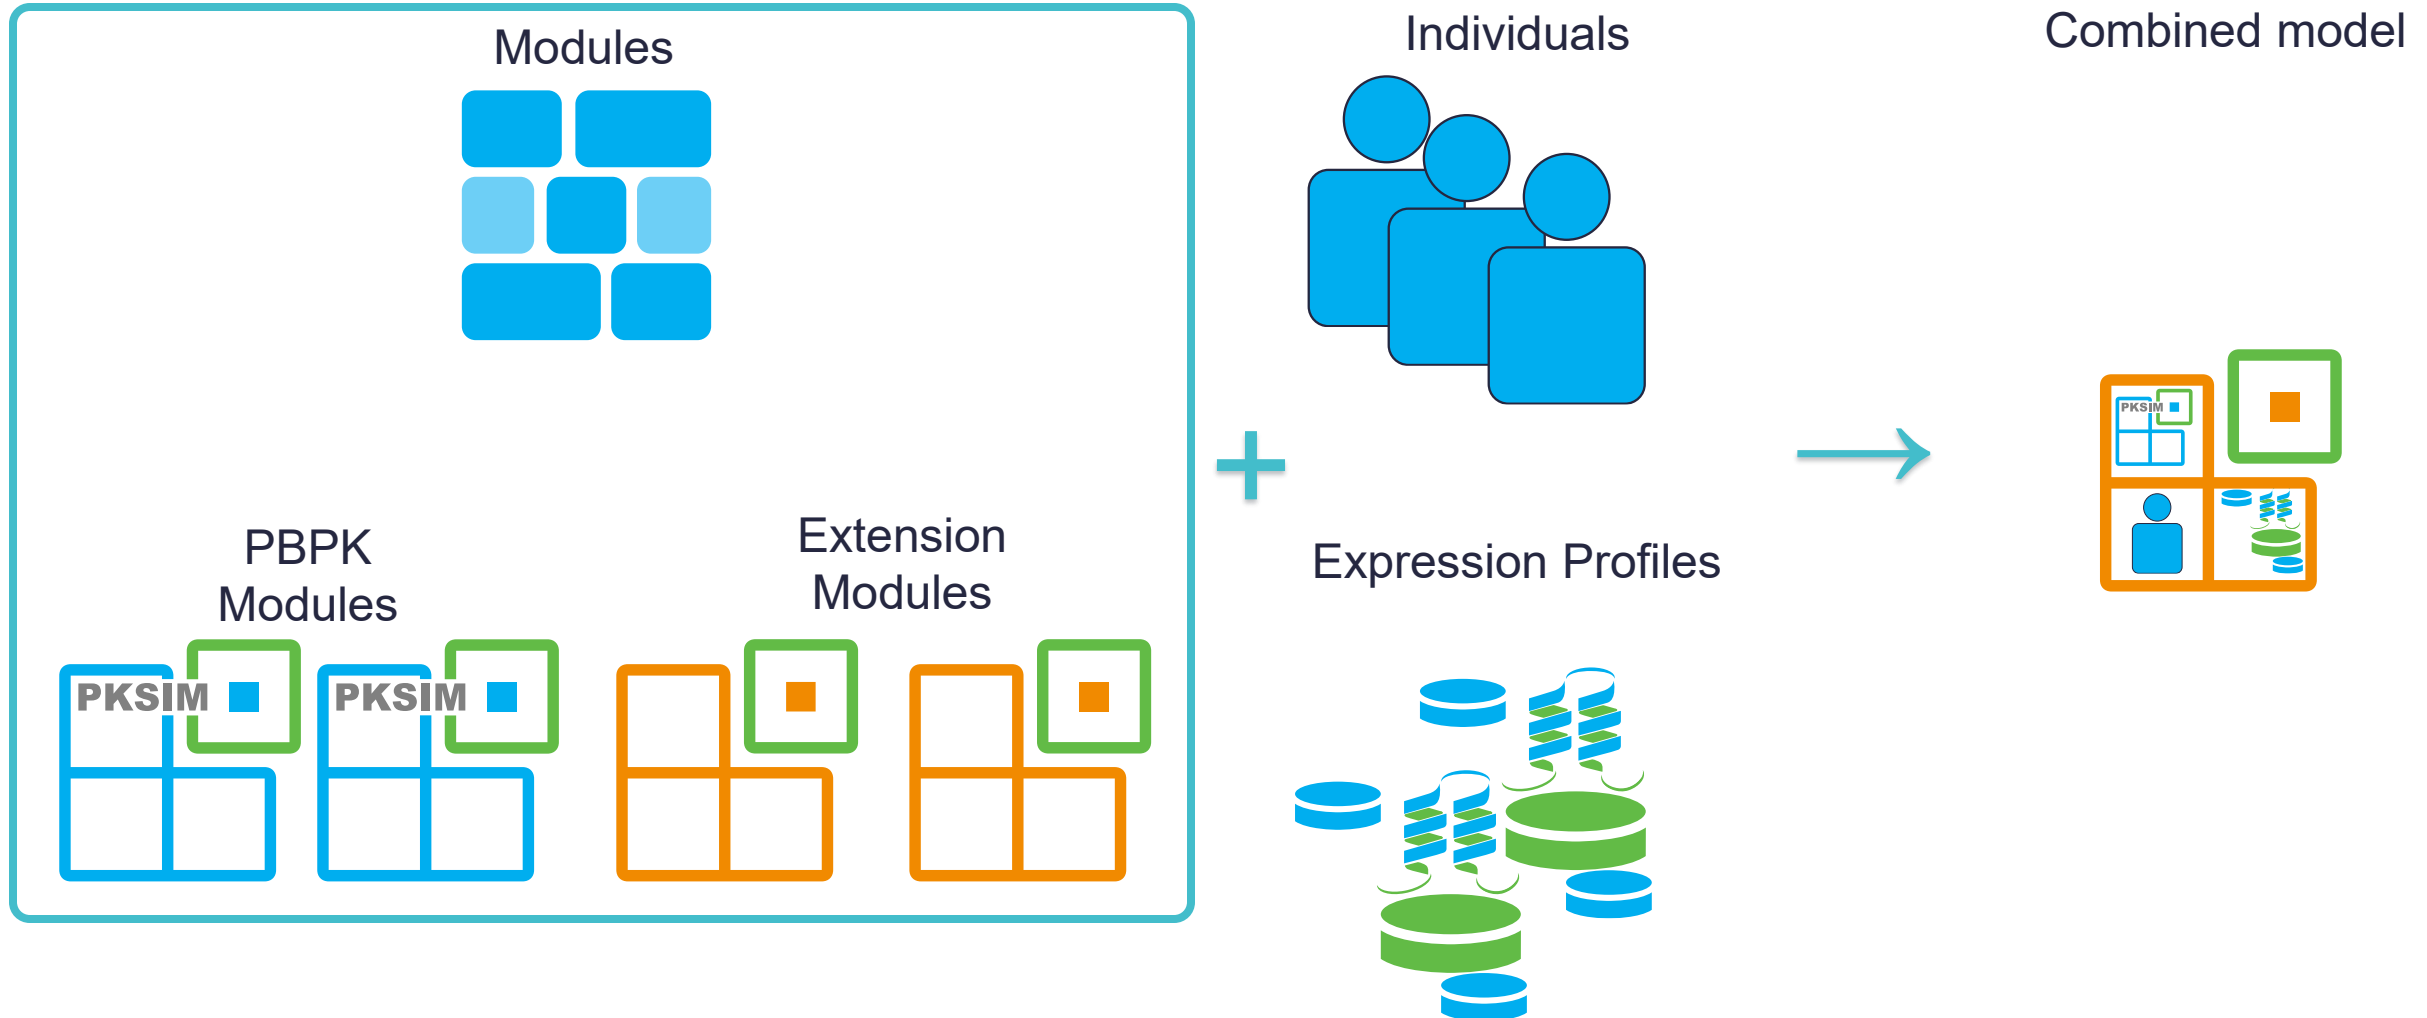 Modules
Individuals
Combined model
PBPK
Modules
Extension
Modules
Expression Profiles
PKSIM
PKSIM
PKSIM